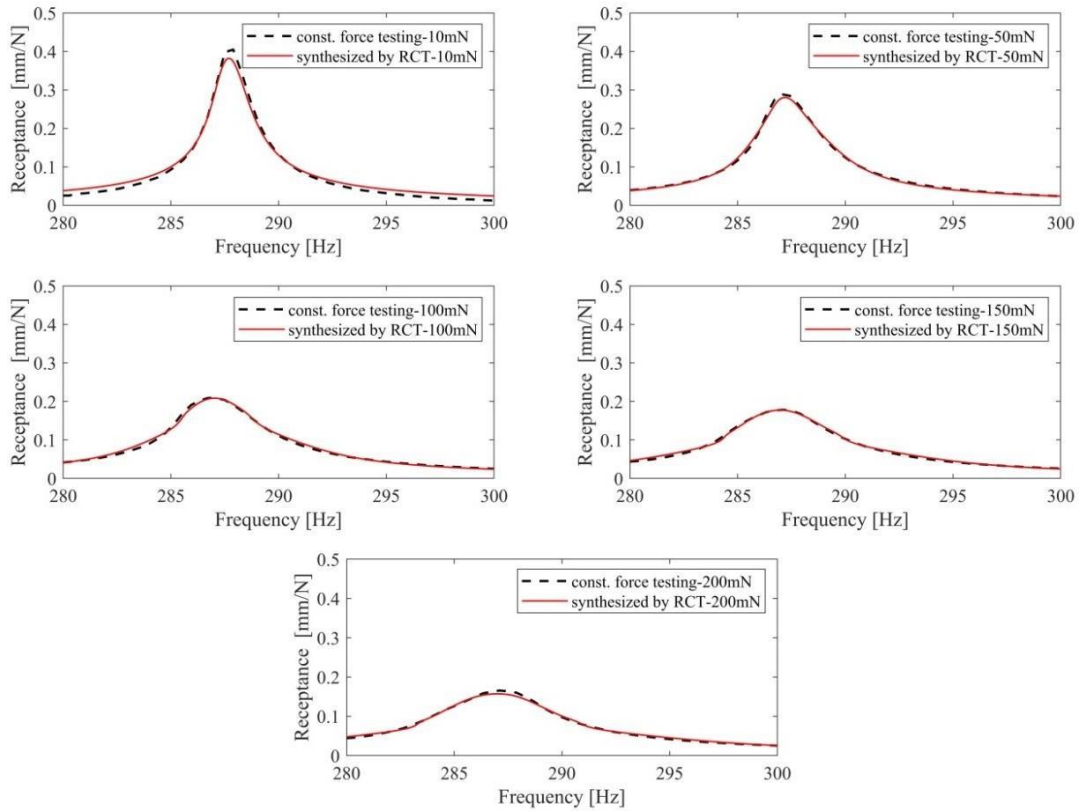 0.5
0.4
0.3
0.2
0.1
0
Receptance [mm/N]
const. force testing-10mN
synthesized by RCT-10mN
280 285 290 295 300
Frequency [Hz]
0.5
0.4
0.3
0.2
0.1
0
Receptance [mm/N]
const. force testing-50mN
synthesized by RCT-50mN
280 285 290 295 300
Frequency [Hz]
0.5
0.4
0.3
0.2
0.1
0
Receptance [mm/N]
const. force testing-100mN
synthesized by RCT-100mN
280 285 290 295 300
Frequency [Hz]
0.5
0.4
0.3
0.2
0.1
0
Receptance [mm/N]
const. force testing-150mN
synthesized by RCT-150mN
280 285 290 295 300
Frequency [Hz]
0.5
0.4
0.3
0.2
0.1
0
Receptance [mm/N]
const. force testing-200mN
synthesized by RCT-200mN
280 285 290 295 300
Frequency [Hz]